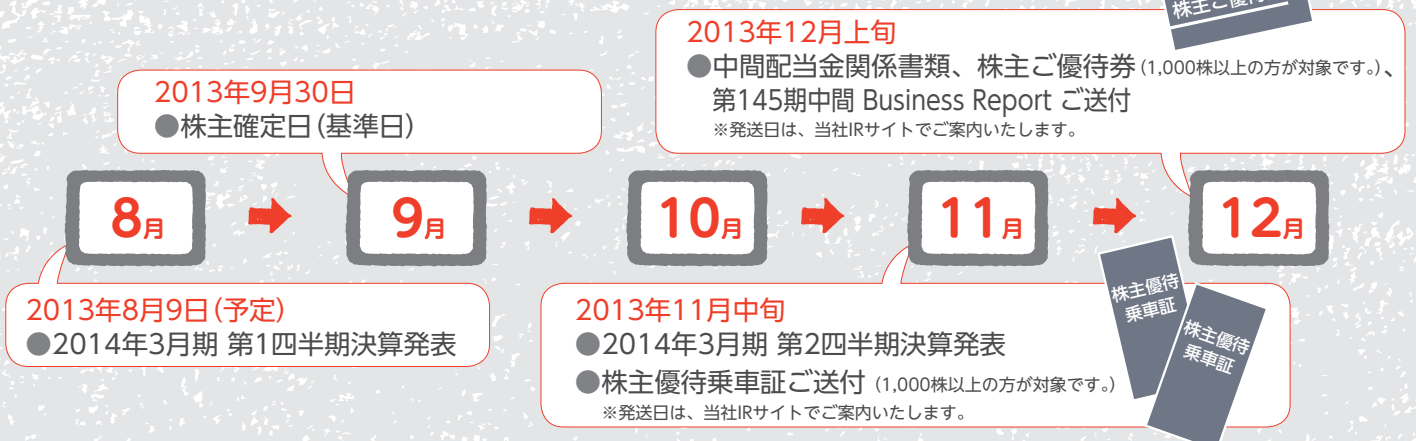 株主ご優待
2013年12月上旬
●中間配当金関係書類、株主ご優待券(1,000株以上の方が対象です。)、
第145期中間 Business Report ご送付
※発送日は、当社IRサイトでご案内いたします。
2013年9月30日
●株主確定日(基準日)
8月
9月
10月
11月
12月
2013年8月9日(予定)
●2014年3月期 第1四半期決算発表
2013年11月中旬
●2014年3月期 第2四半期決算発表
●株主優待乗車証ご送付 (1,000株以上の方が対象です。)
※発送日は、当社IRサイトでご案内いたします。
株主優待
乗車証
株主優待
乗車証